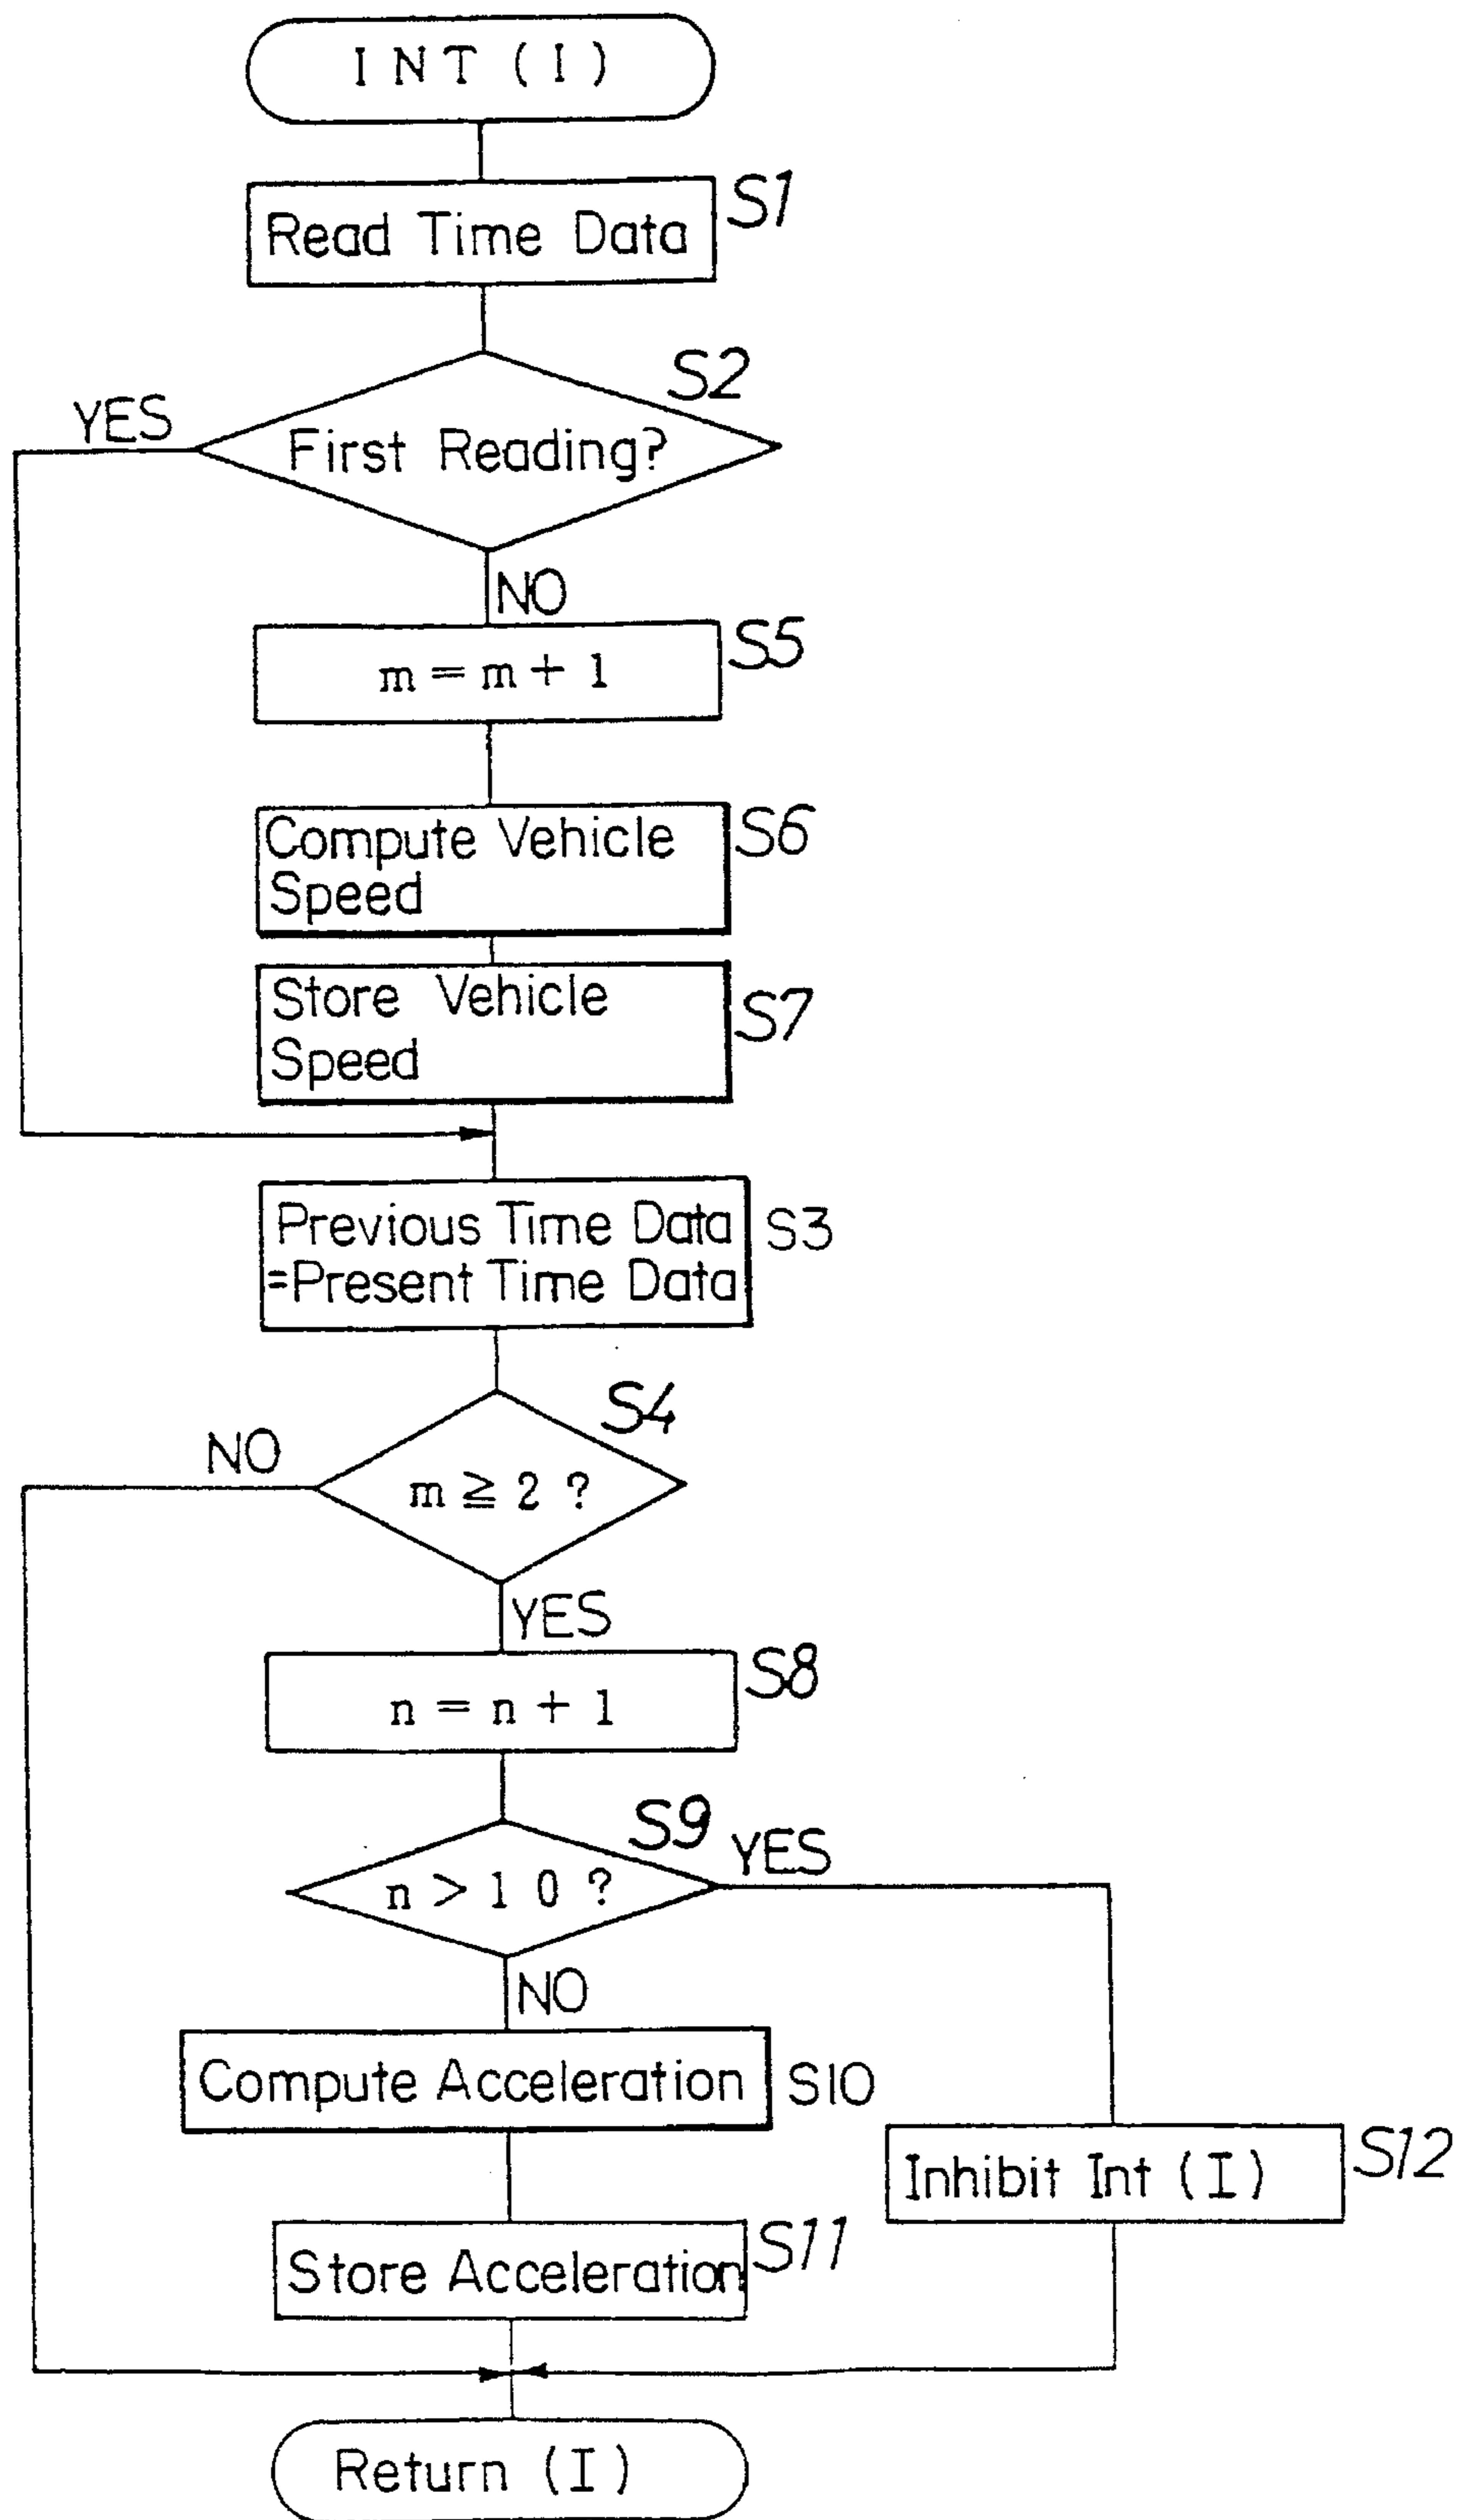 INT (I)
Read Time Data
S1
S2
YES
First Reading?
NO
m = m + 1
S5
Compute Vehicle
Speed
S6
Store Vehicle
Speed
S7
Previous Time Data
=Present Time Data
S3
S4
NO
m ≧ 2 ?
YES
n = n + 1
S8
S9
YES
n > 10 ?
NO
Compute Acceleration
S10
Inhibit Int (I)
S12
Store Acceleration
S11
Return (I)